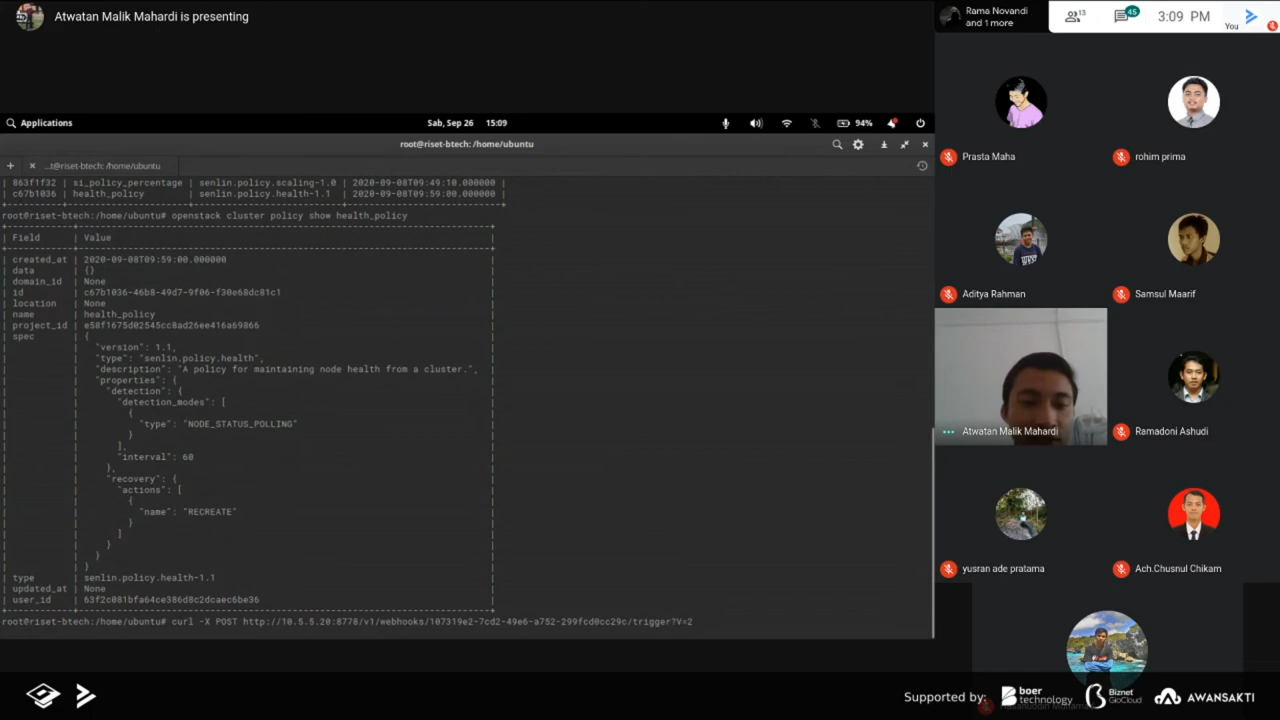 Atwatan Malik Mahardi is presenting
Rama Novandi
and 1 more
13
45
3:09 PM
You
Applications
Sab, Sep 26 15:09
94%
root@riset-btech: /home/ubuntu
...t@riset-btech: /home/ubuntu
| 863f1f32 | si_policy_percentage | senlin.policy.scaling-1.0 | 2020-09-08T09:49:10.000000 |
| c67b1036 | health_policy | senlin.policy.health-1.1 | 2020-09-08T09:59:00.000000 |
root@riset-btech:/home/ubuntu# openstack cluster policy show health_policy
| Field | Value |
| created_at | 2020-09-08T09:59:00.000000 |
| data | {} |
| domain_id | None |
| id | c67b1036-46b8-49d7-9f06-f30e68dc81c1 |
| location | None |
| name | health_policy |
| project_id | e58f1675d02545cc8ad26ee416a69866 |
| spec | { |
"version": 1.1,
"type": "senlin.policy.health",
"description": "A policy for maintaining node health from a cluster.",
"properties": {
"detection": {
"detection_modes": [
{
"type": "NODE_STATUS_POLLING"
}
],
"interval": 60
},
"recovery": {
"actions": [
{
"name": "RECREATE"
}
]
}
}
}
| type | senlin.policy.health-1.1 |
| updated_at | None |
| user_id | 63f2c081bfa64ce386d8c2dcaec6be36 |
root@riset-btech:/home/ubuntu# curl -X POST http://10.5.5.20:8778/v1/webhooks/107319e2-7cd2-49e6-a752-299fcd0cc29c/trigger?V=2
Prasta Maha
rohim prima
Aditya Rahman
Samsul Maarif
Atwatan Malik Mahardi
Ramadoni Ashudi
yusran ade pratama
Ach.Chusnul Chikam
Supported by:
boer
technology
Biznet
GioCloud
AWANSAKTI